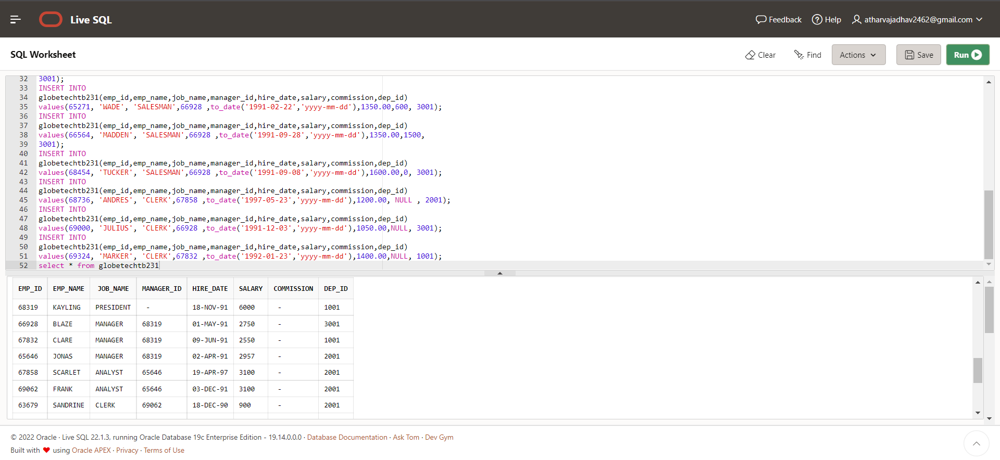 Live SQL
Feedback Help atharvajadhav2462@gmail.com
SQL Worksheet
Clear Find Actions Save Run
32 3001);
33 INSERT INTO
34 globetechtb231(emp_id,emp_name,job_name,manager_id,hire_date,salary,commission,dep_id)
35 values(65271, 'WADE', 'SALESMAN',66928 ,to_date('1991-02-22','yyyy-mm-dd'),1350.00,600, 3001);
36 INSERT INTO
37 globetechtb231(emp_id,emp_name,job_name,manager_id,hire_date,salary,commission,dep_id)
38 values(66564, 'MADDEN', 'SALESMAN',66928 ,to_date('1991-09-28','yyyy-mm-dd'),1350.00,1500,
39 3001);
40 INSERT INTO
41 globetechtb231(emp_id,emp_name,job_name,manager_id,hire_date,salary,commission,dep_id)
42 values(68454, 'TUCKER', 'SALESMAN',66928 ,to_date('1991-09-08','yyyy-mm-dd'),1600.00,0, 3001);
43 INSERT INTO
44 globetechtb231(emp_id,emp_name,job_name,manager_id,hire_date,salary,commission,dep_id)
45 values(68736, 'ANDRES', 'CLERK',67858 ,to_date('1997-05-23','yyyy-mm-dd'),1200.00, NULL , 2001);
46 INSERT INTO
47 globetechtb231(emp_id,emp_name,job_name,manager_id,hire_date,salary,commission,dep_id)
48 values(69000, 'JULIUS', 'CLERK',66928 ,to_date('1991-12-03','yyyy-mm-dd'),1050.00,NULL, 3001);
49 INSERT INTO
50 globetechtb231(emp_id,emp_name,job_name,manager_id,hire_date,salary,commission,dep_id)
51 values(69324, 'MARKER', 'CLERK',67832 ,to_date('1992-01-23','yyyy-mm-dd'),1400.00,NULL, 1001);
52 select * from globetechtb231
EMP_ID EMP_NAME JOB_NAME MANAGER_ID HIRE_DATE SALARY COMMISSION DEP_ID
68319 KAYLING PRESIDENT - 18-NOV-91 6000 - 1001
66928 BLAZE MANAGER 68319 01-MAY-91 2750 - 3001
67832 CLARE MANAGER 68319 09-JUN-91 2550 - 1001
65646 JONAS MANAGER 68319 02-APR-91 2957 - 2001
67858 SCARLET ANALYST 65646 19-APR-97 3100 - 2001
69062 FRANK ANALYST 65646 03-DEC-91 3100 - 2001
63679 SANDRINE CLERK 69062 18-DEC-90 900 - 2001
© 2022 Oracle · Live SQL 22.1.3, running Oracle Database 19c Enterprise Edition - 19.14.0.0.0 · Database Documentation · Ask Tom · Dev Gym
Built with ❤ using Oracle APEX · Privacy · Terms of Use